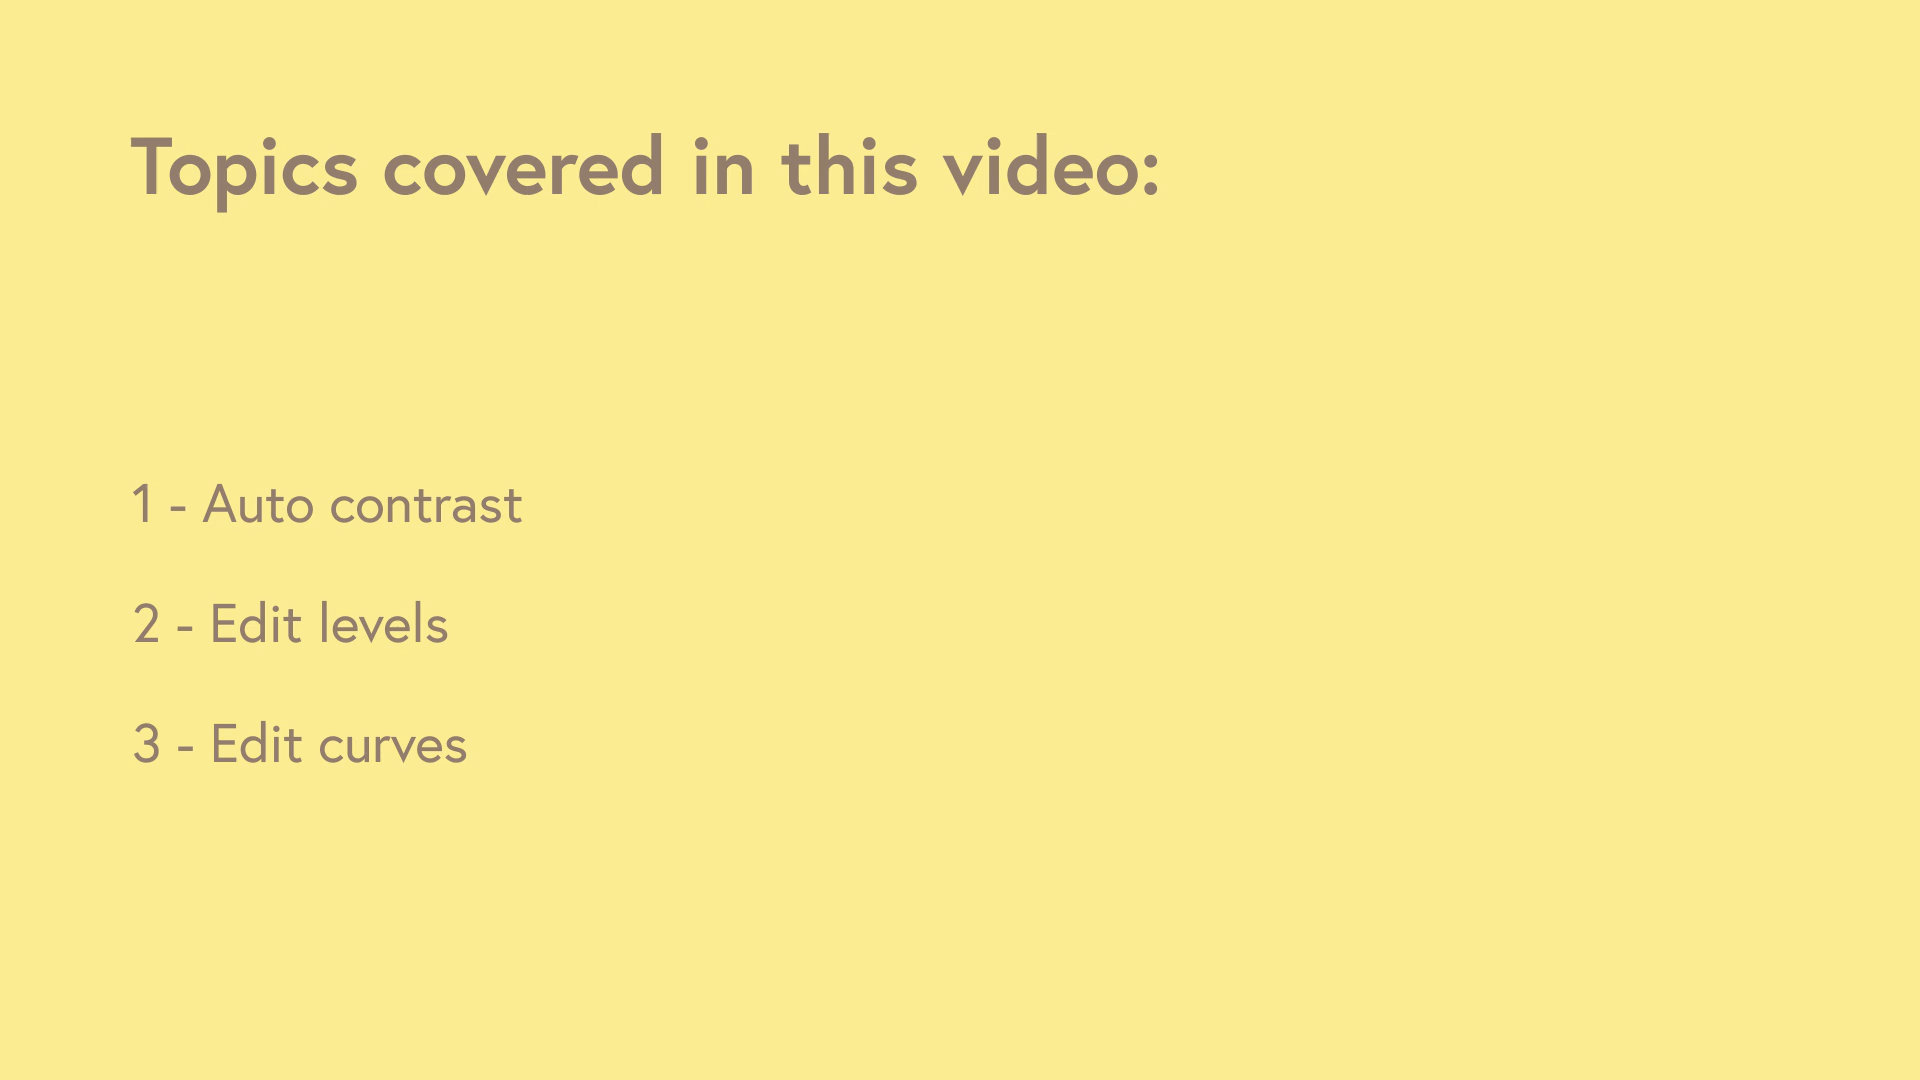 Topics covered in this video:
1 - Auto contrast
2 - Edit levels
3 - Edit curves